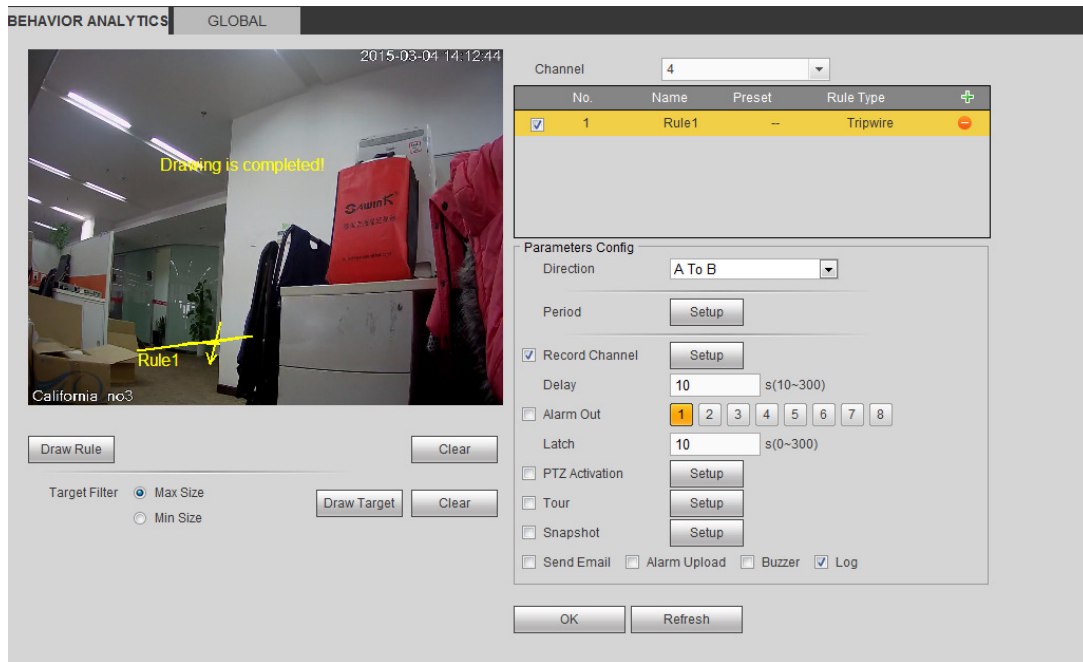 BEHAVIOR ANALYTICS GLOBAL
2015-03-04 14:12:44
Drawing is completed!
Rule1
California no3
Draw Rule Clear
Target Filter Max Size
Min Size
Draw Target Clear
Channel 4
No. Name Preset Rule Type
1 Rule1 -- Tripwire
Parameters Config
Direction A To B
Period Setup
Record Channel Setup
Delay 10 s(10~300)
Alarm Out 1 2 3 4 5 6 7 8
Latch 10 s(0~300)
PTZ Activation Setup
Tour Setup
Snapshot Setup
Send Email Alarm Upload Buzzer Log
OK Refresh